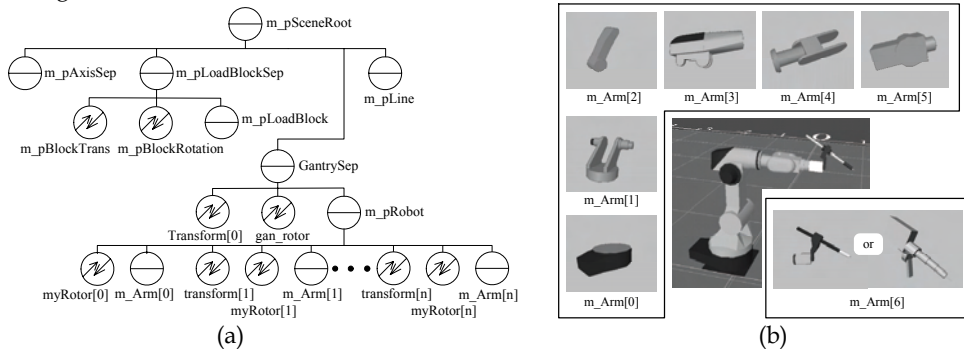 m_pSceneRoot
m_pAxisSep
m_pLoadBlockSep
m_pLine
m_pBlockTrans
m_pBlockRotation
m_pLoadBlock
GantrySep
Transform[0]
gan_rotor
m_pRobot
myRotor[0]
m_Arm[0]
transform[1]
myRotor[1]
m_Arm[1]
transform[n]
myRotor[n]
m_Arm[n]
(a)
m_Arm[2]
m_Arm[3]
m_Arm[4]
m_Arm[5]
m_Arm[1]
m_Arm[0]
or
m_Arm[6]
(b)